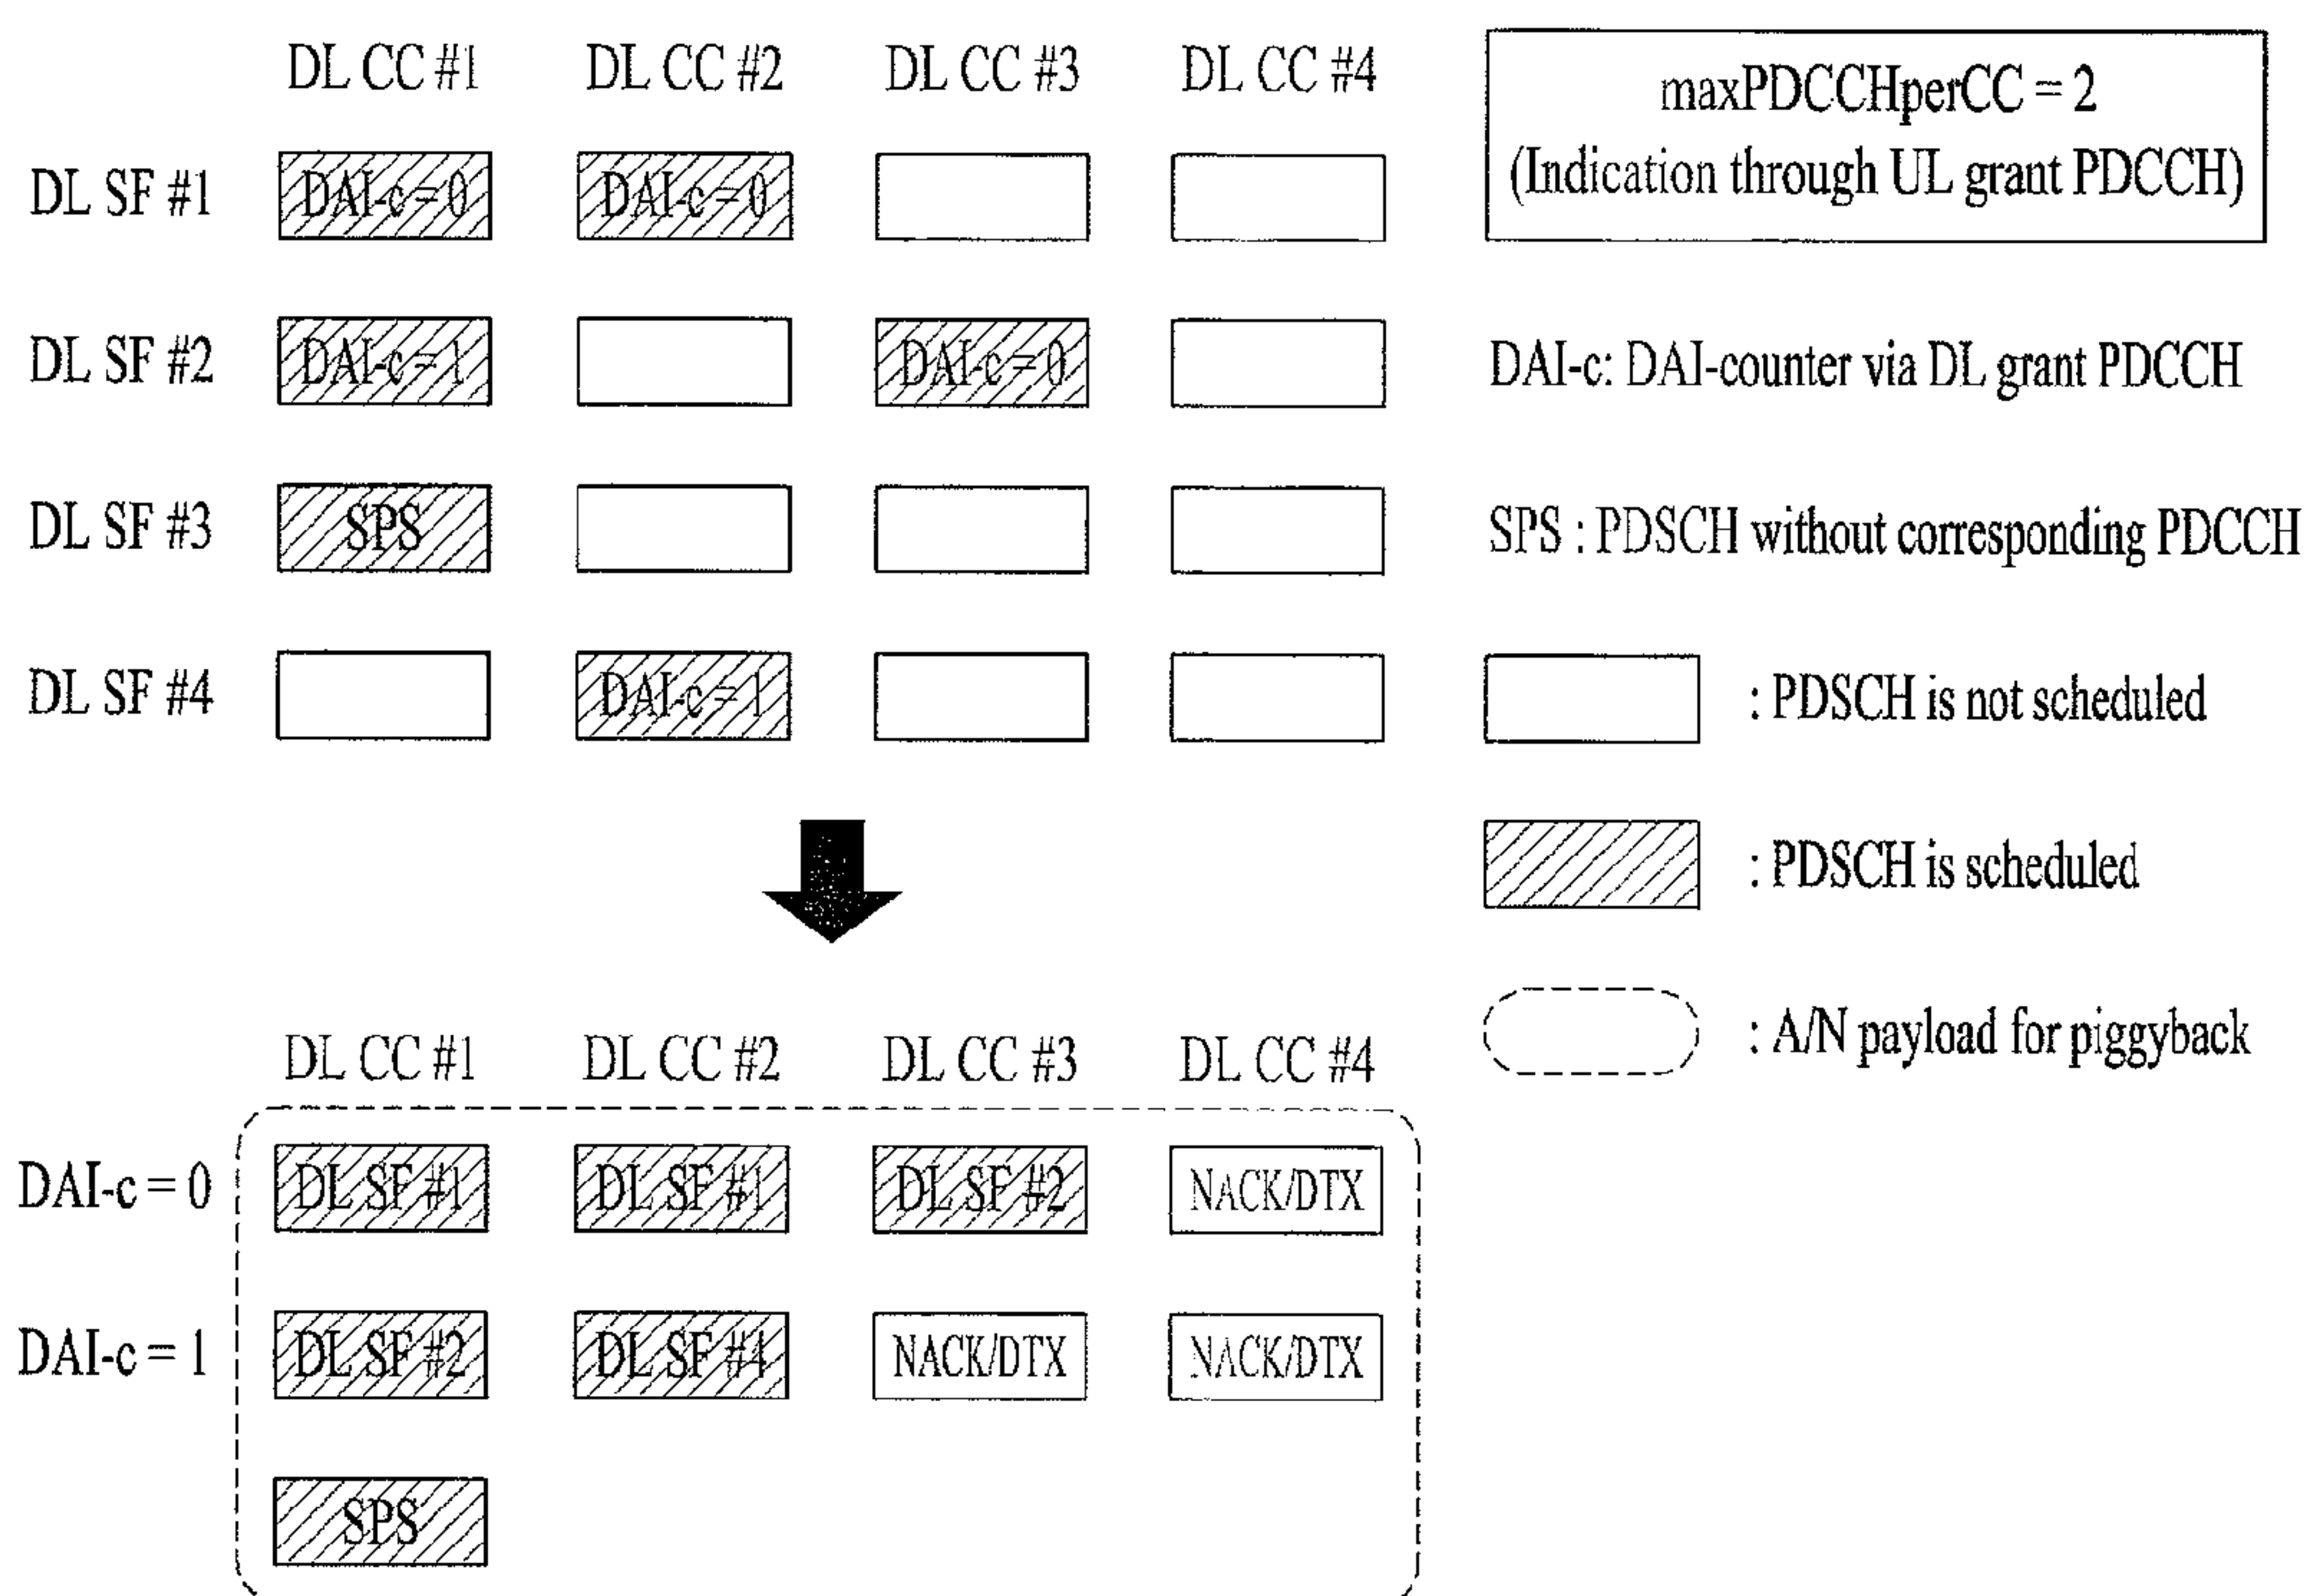 DL CC #1 DL CC #2 DL CC #3 DL CC #4
maxPDCCHperCC = 2
(Indication through UL grant PDCCH)
DL SF #1 DAI-c = 0 DAI-c = 0
DL SF #2 DAI-c = 1 DAI-c = 0 DAI-c: DAI-counter via DL grant PDCCH
DL SF #3 SPS SPS : PDSCH without corresponding PDCCH
DL SF #4 DAI-c = 1 : PDSCH is not scheduled
: PDSCH is scheduled
: A/N payload for piggyback
DL CC #1 DL CC #2 DL CC #3 DL CC #4
DAI-c = 0 DL SF #1 DL SF #1 DL SF #2 NACK/DTX
DAI-c = 1 DL SF #2 DL SF #4 NACK/DTX NACK/DTX
SPS